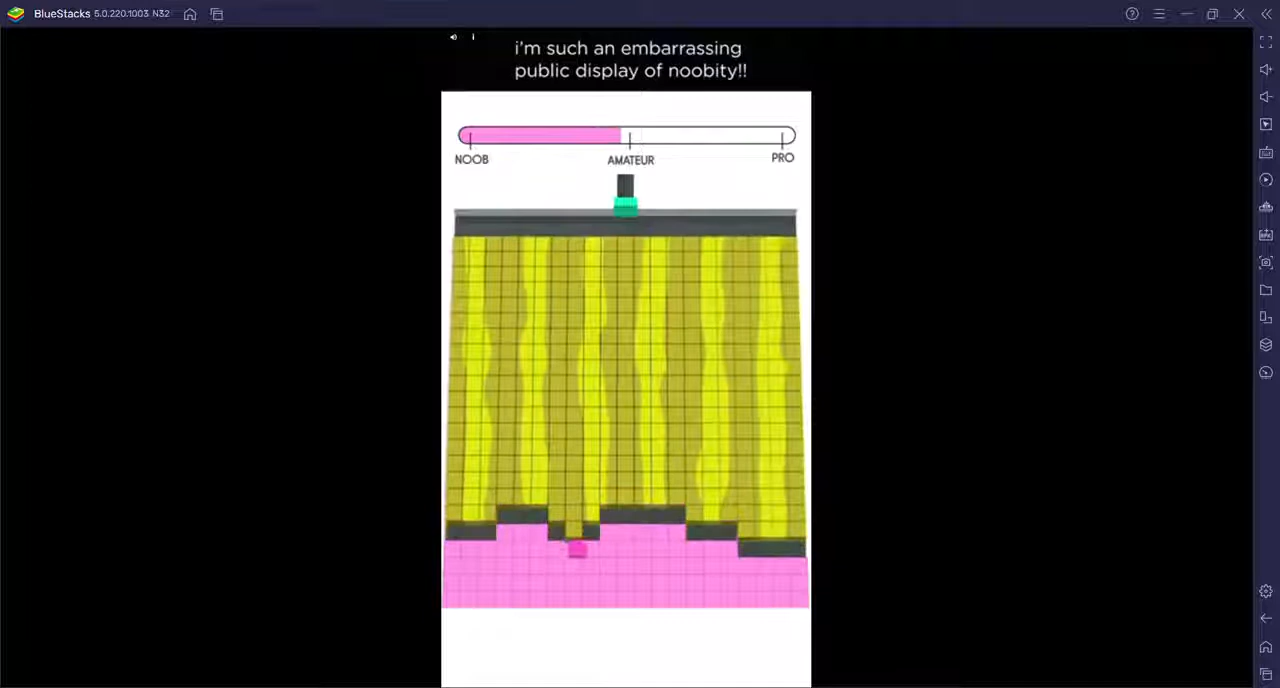 BlueStacks 5.0.220.1003 N32
i'm such an embarrassing
public display of noobity!!
NOOB AMATEUR PRO